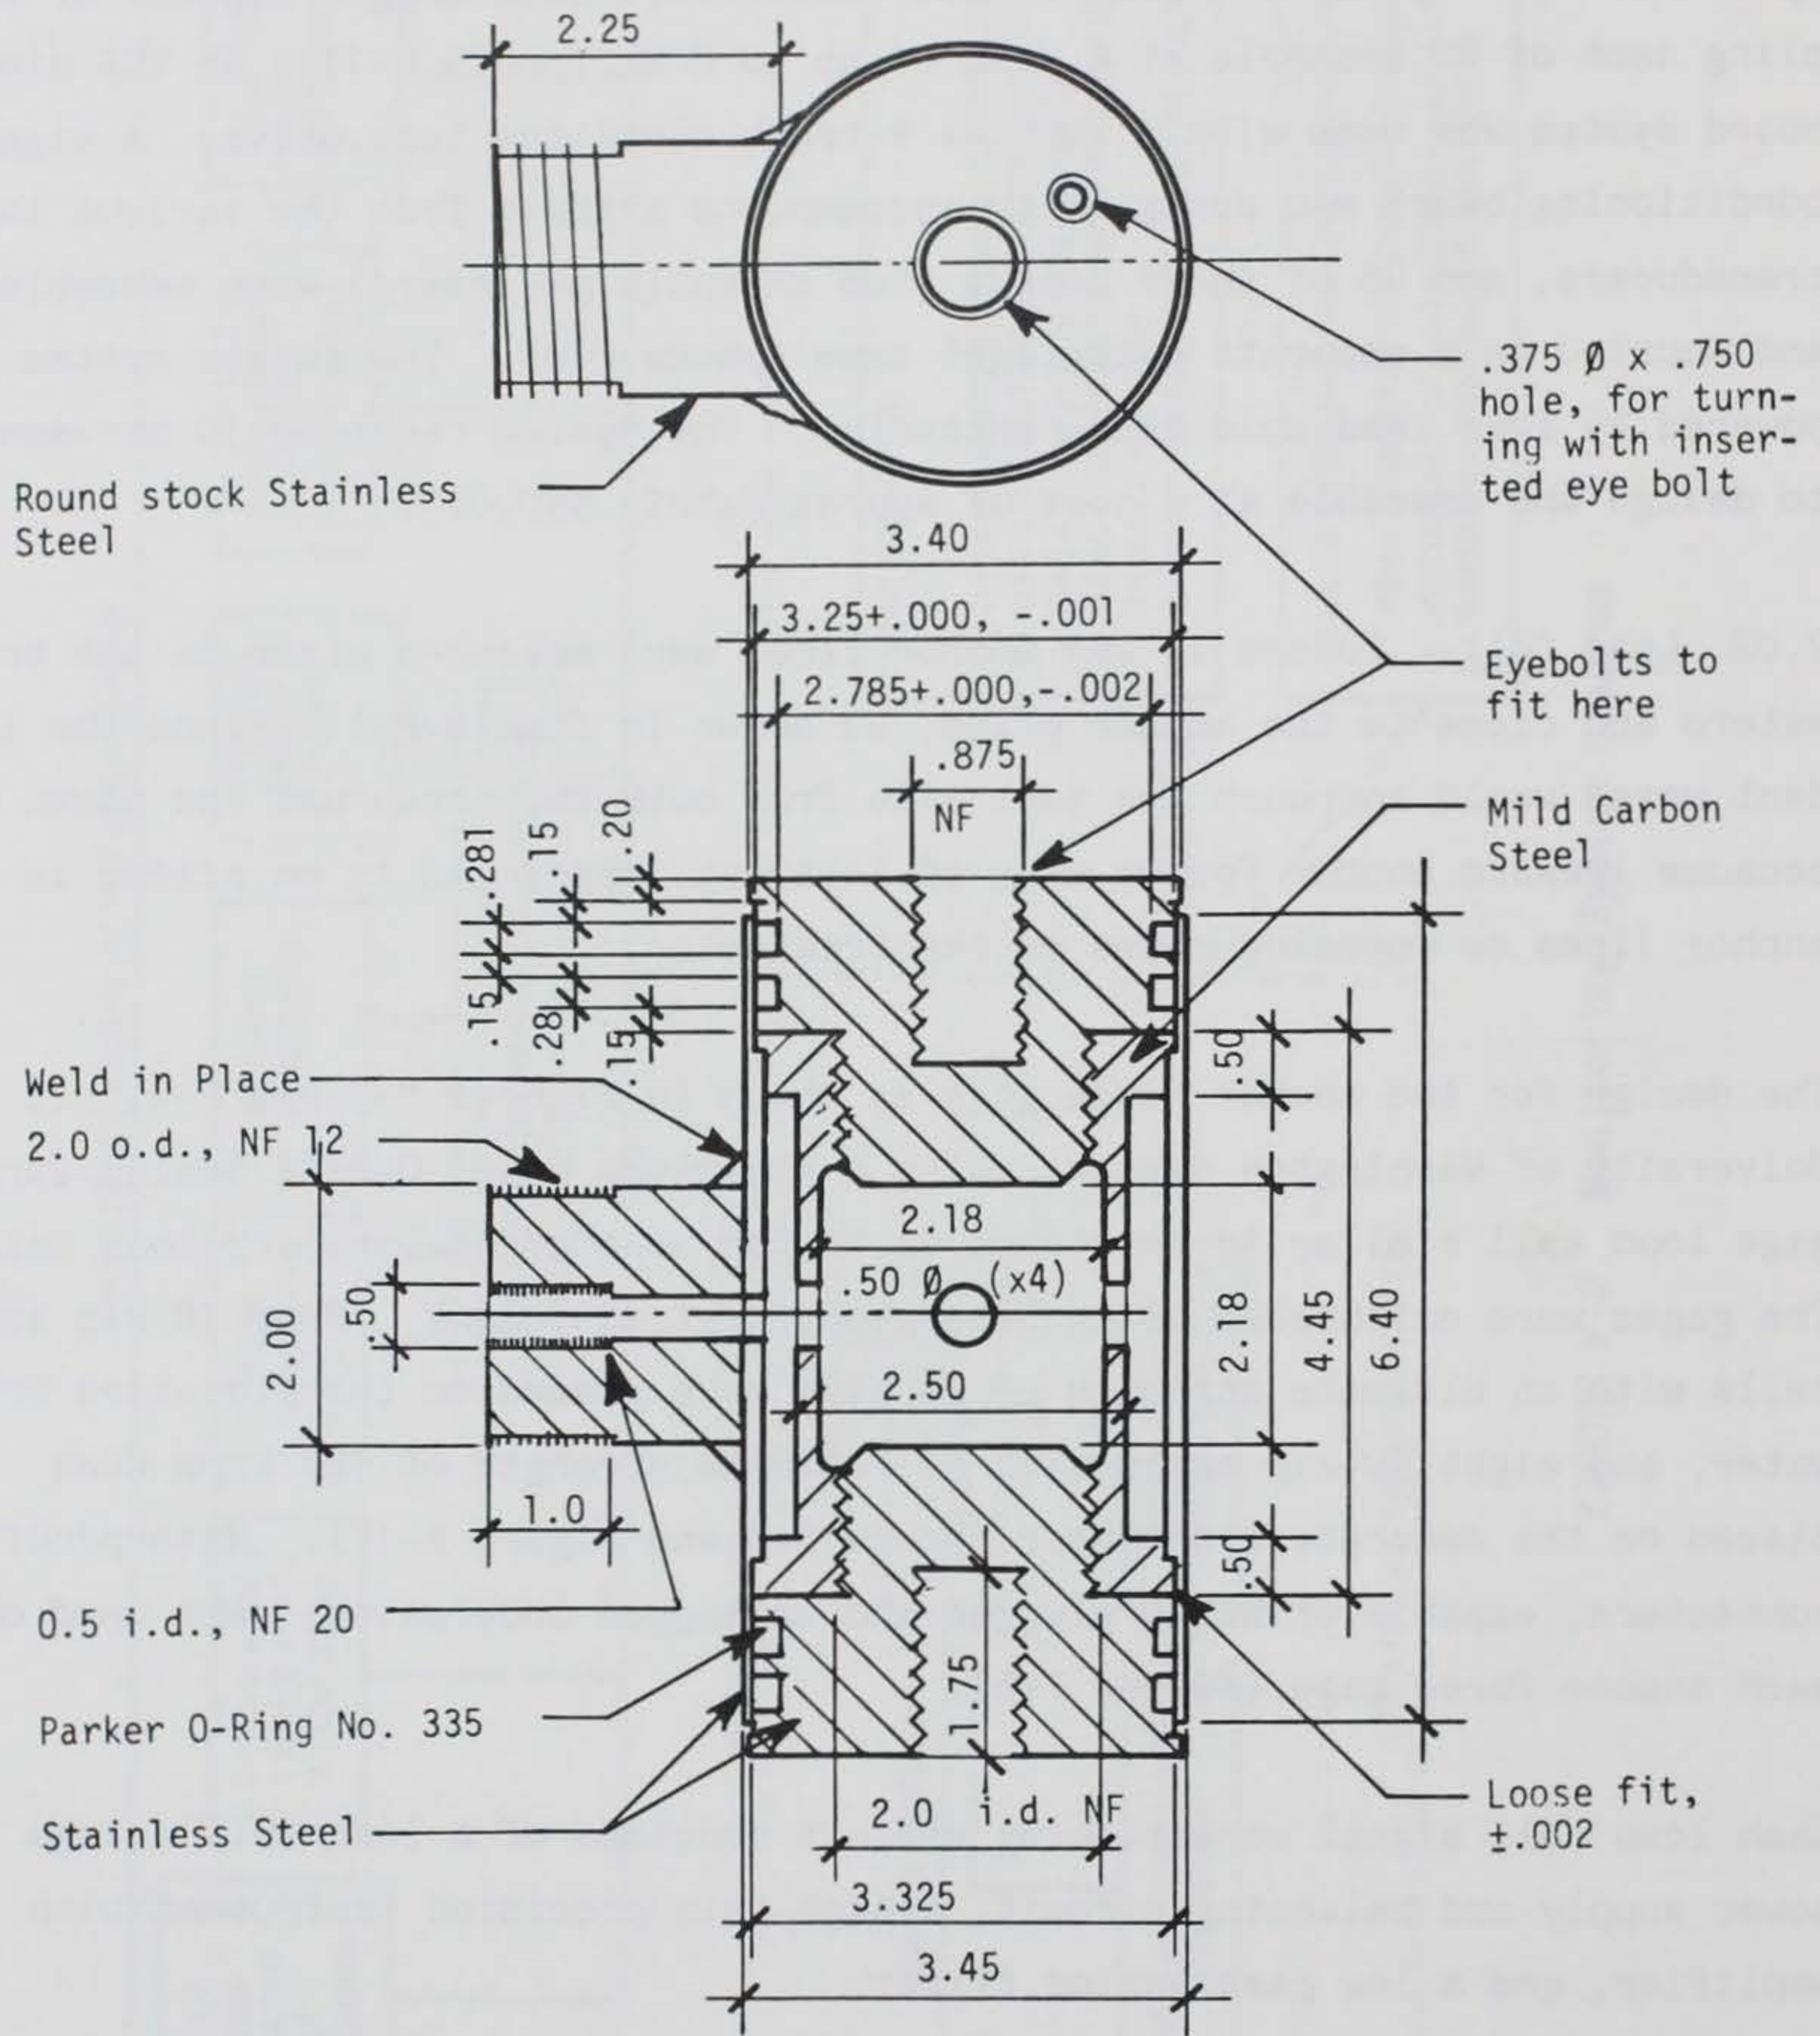 2.25
.375 Ø x .750
hole, for turn-
ing with inser-
ted eye bolt
Round stock Stainless
Steel
3.40
3.25+.000, -.001
2.785+.000,-.002
.875
NF
Eyebolts to
fit here
Mild Carbon
Steel
.281
.15
.20
.15
.28
.15
.50
Weld in Place
2.0 o.d., NF 12
2.18
.50 Ø (x4)
2.00
.50
2.50
2.18
4.45
6.40
1.0
.50
0.5 i.d., NF 20
1.75
Parker O-Ring No. 335
Stainless Steel
2.0 i.d. NF
Loose fit,
±.002
3.325
3.45